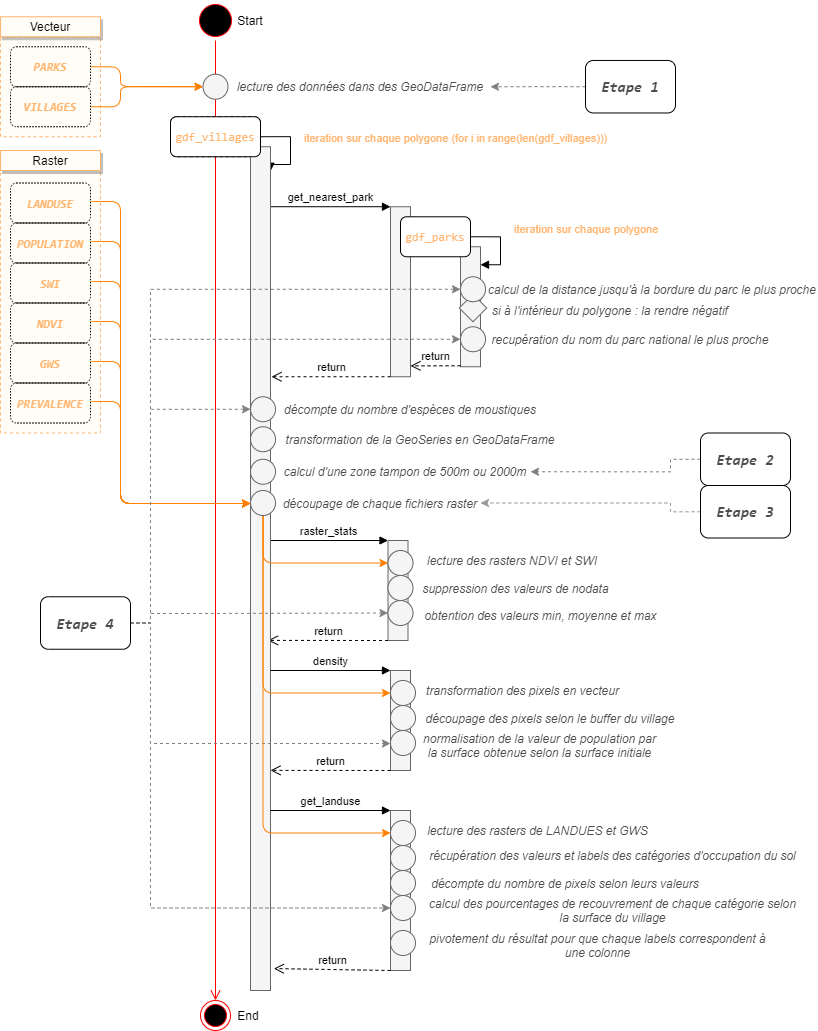 Start
Vecteur
PARKS
VILLAGES
lecture des données dans des GeoDataFrame
Etape 1
gdf_villages
iteration sur chaque polygone (for i in range(len(gdf_villages)))
Raster
LANDUSE
POPULATION
SWI
NDVI
GWS
PREVALENCE
get_nearest_park
gdf_parks
iteration sur chaque polygone
calcul de la distance jusqu'à la bordure du parc le plus proche
si à l'intérieur du polygone : la rendre négatif
recupération du nom du parc national le plus proche
return
return
décompte du nombre d'espèces de moustiques
transformation de la GeoSeries en GeoDataFrame
calcul d'une zone tampon de 500m ou 2000m
Etape 2
découpage de chaque fichiers raster
Etape 3
raster_stats
lecture des rasters NDVI et SWI
suppression des valeurs de nodata
obtention des valeurs min, moyenne et max
Etape 4
return
density
transformation des pixels en vecteur
découpage des pixels selon le buffer du village
normalisation de la valeur de population par
la surface obtenue selon la surface initiale
return
get_landuse
lecture des rasters de LANDUES et GWS
récupération des valeurs et labels des catégories d'occupation du sol
décompte du nombre de pixels selon leurs valeurs
calcul des pourcentages de recouvrement de chaque catégorie selon
la surface du village
pivotement du résultat pour que chaque labels correspondent à
une colonne
return
End